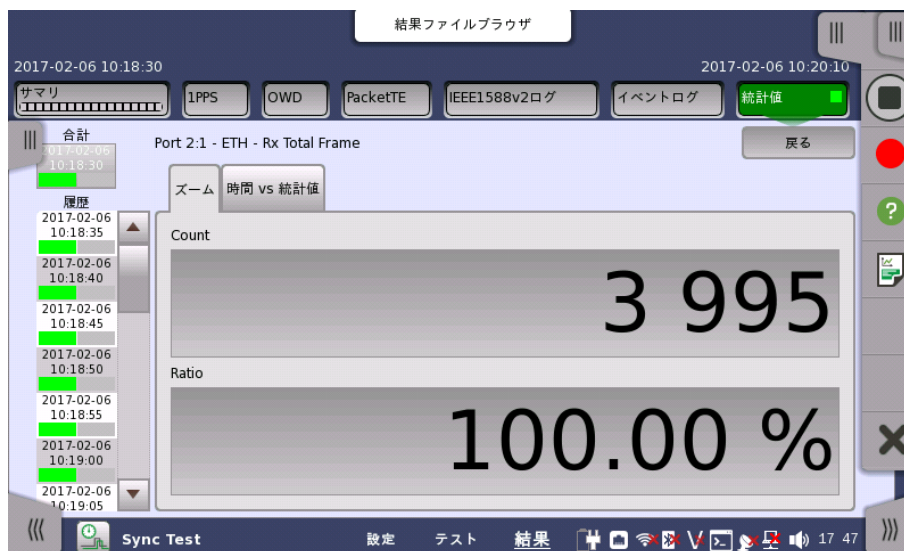 結果ファイルブラウザ
2017-02-06 10:18:30
2017-02-06 10:20:10
サマリ
1PPS
OWD
PacketTE
IEEE1588v2ログ
イベントログ
統計値
合計
2017-02-06
10:18:30
Port 2:1 - ETH - Rx Total Frame
戻る
ズーム
時間 vs 統計値
履歴
2017-02-06
10:18:35
2017-02-06
10:18:40
2017-02-06
10:18:45
2017-02-06
10:18:50
2017-02-06
10:18:55
2017-02-06
10:19:00
2017-02-06
10:19:05
Count
3 995
Ratio
100.00 %
Sync Test
設定
テスト
結果
17 47